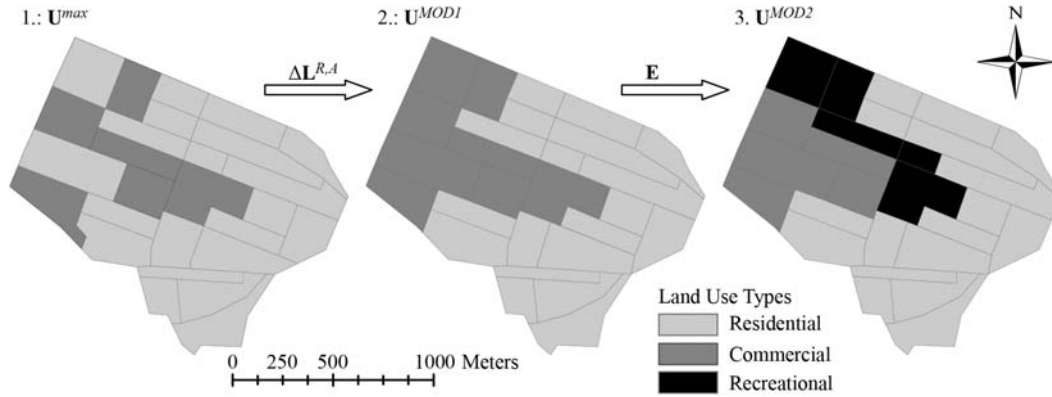 1.: U^max
2.: U^MOD1
3. U^MOD2
N
ΔL^R,A
E
Land Use Types
Residential
Commercial
Recreational
0 250 500 1000 Meters